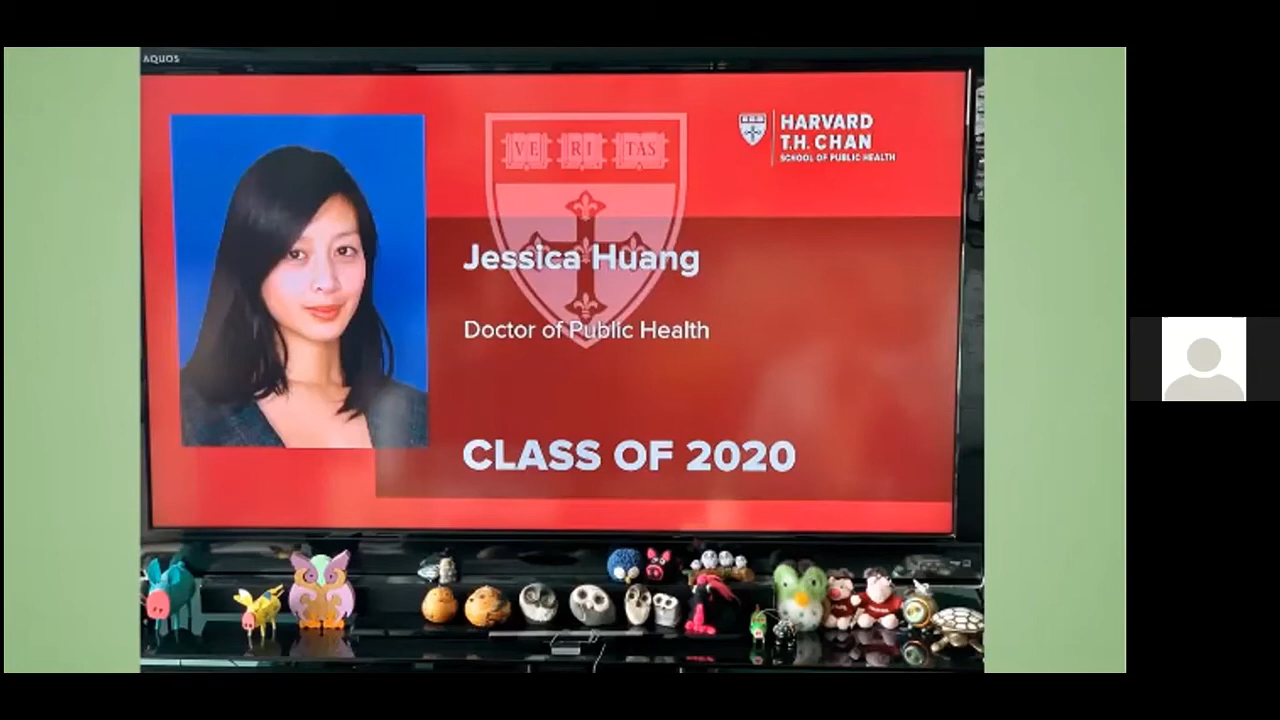 AQUOS
VE RI TAS
HARVARD
T.H. CHAN
SCHOOL OF PUBLIC HEALTH
Jessica Huang
Doctor of Public Health
CLASS OF 2020